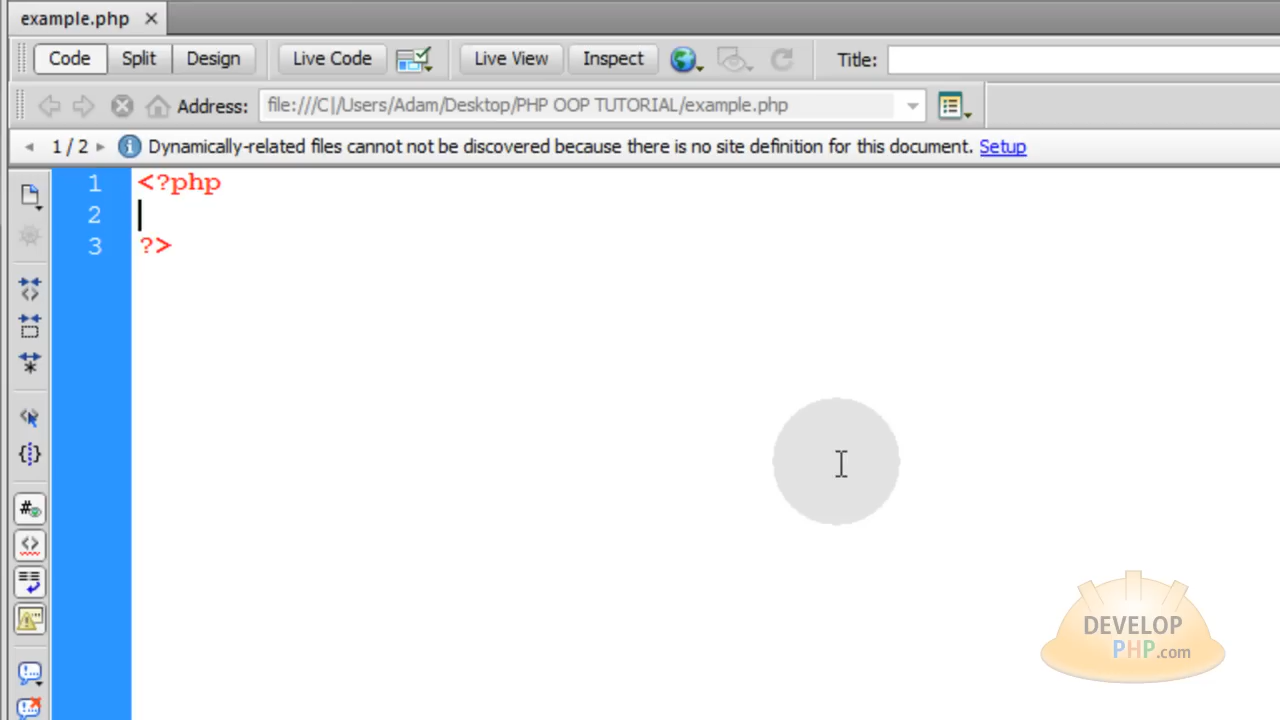 example.php ×
Code Split Design Live Code Live View Inspect Title:
Address: file:///C|/Users/Adam/Desktop/PHP OOP TUTORIAL/example.php
1 / 2 Dynamically-related files cannot not be discovered because there is no site definition for this document. Setup
1 <?php
2
3 ?>
DEVELOP
PHP.com